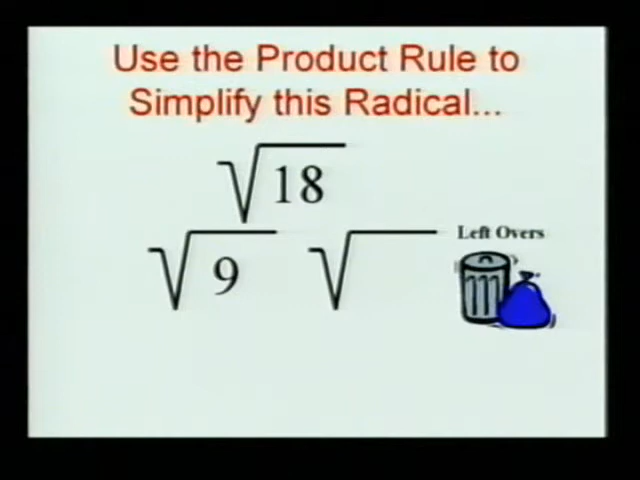 Use the Product Rule to
Simplify this Radical...
√18
√9 √
Left Overs